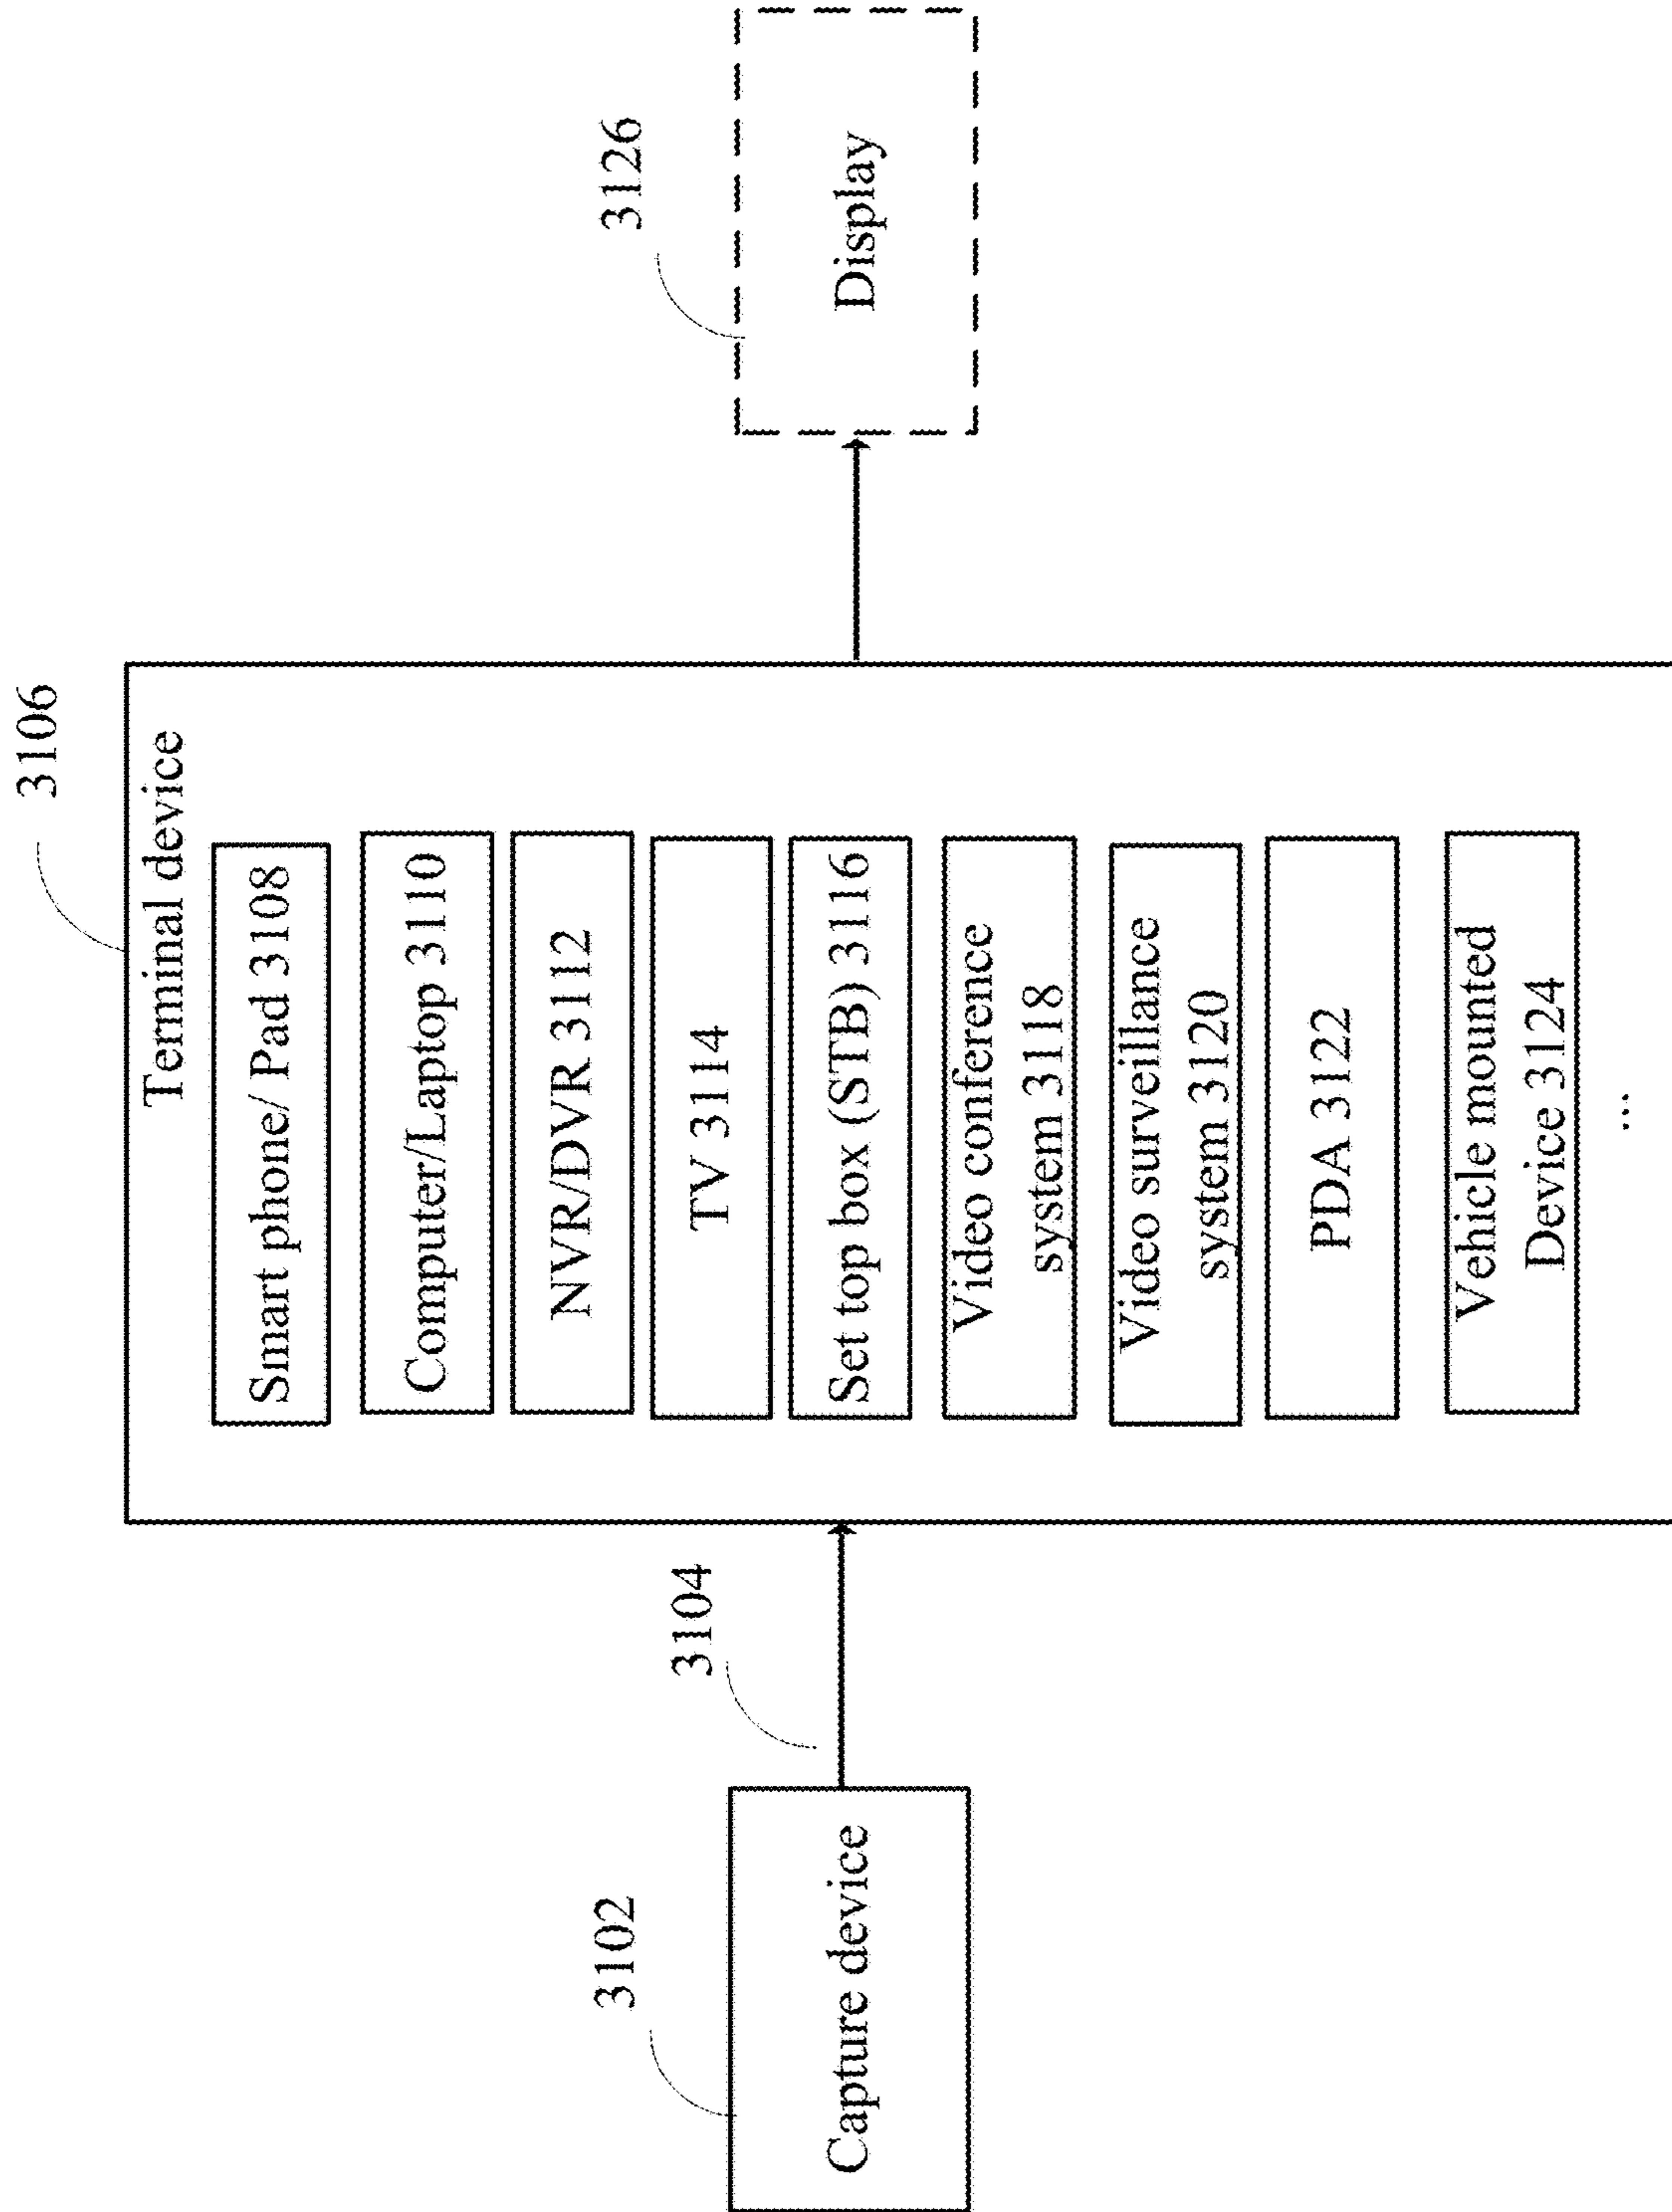 3106
Terminal device
Smart phone/ Pad 3108
Computer/Laptop 3110
NVR/DVR 3112
TV 3114
Set top box (STB) 3116
Video conference
system 3118
Video surveillance
system 3120
PDA 3122
Vehicle mounted
Device 3124
...
3102
Capture device
3104
3126
Display